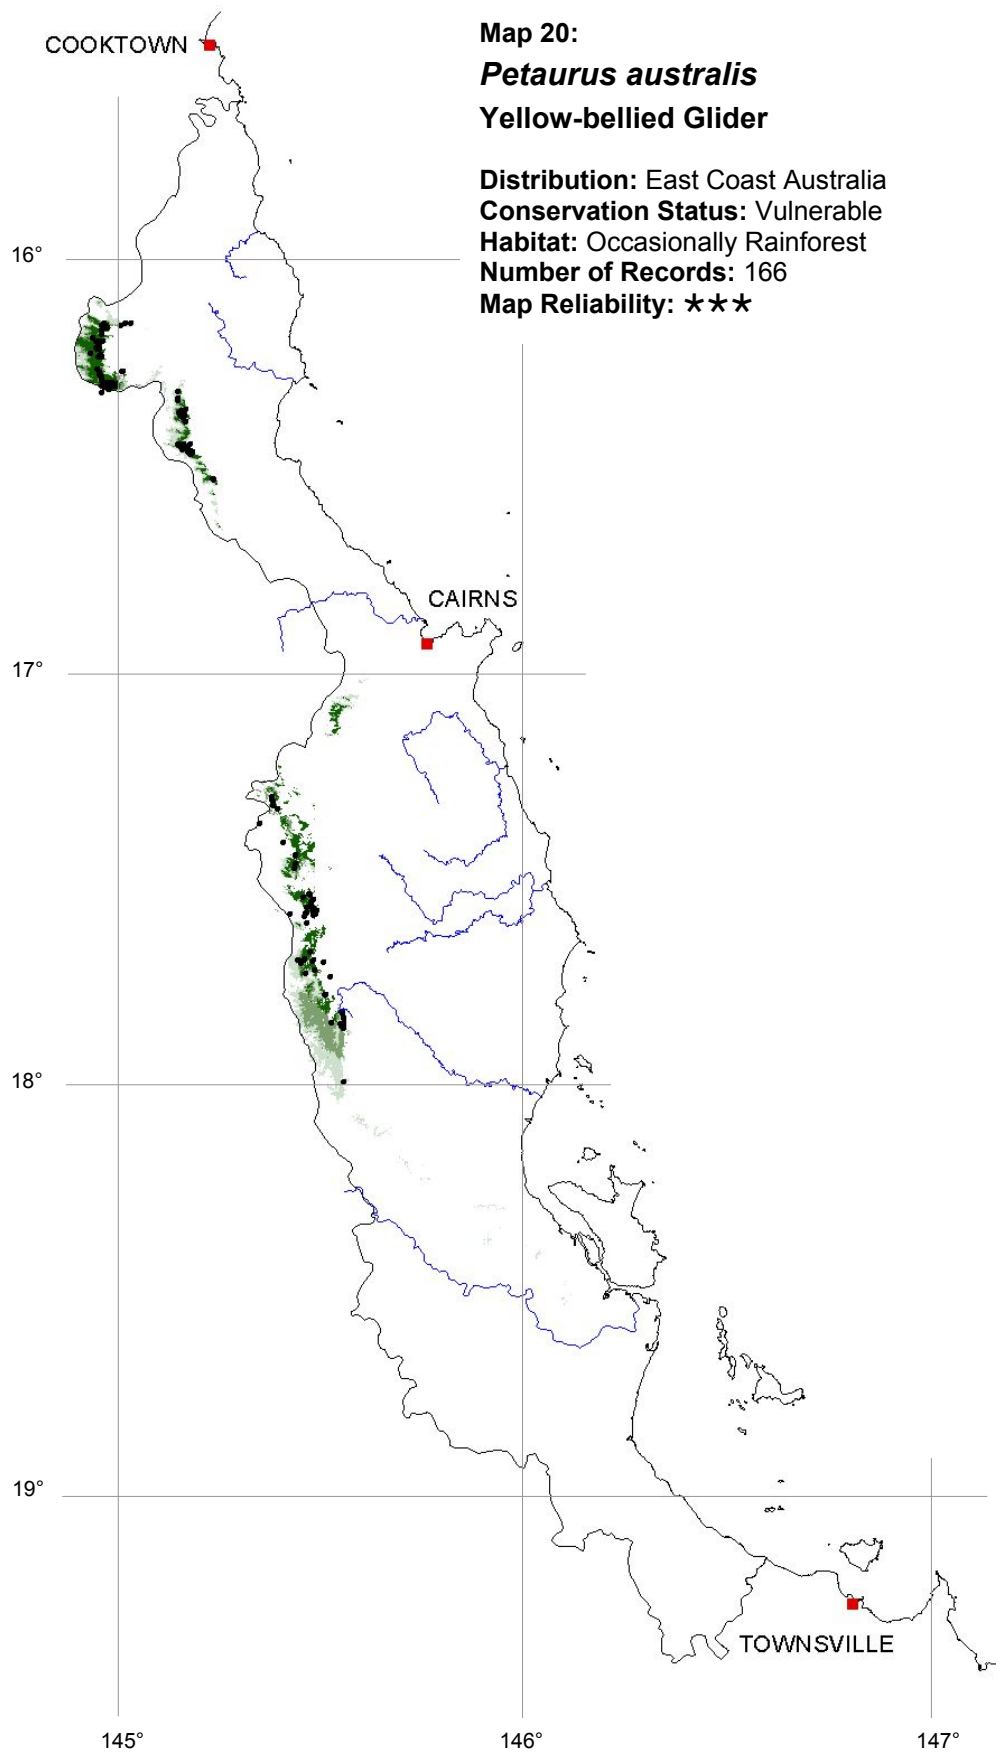 Map 20:
Petaurus australis
Yellow-bellied Glider
Distribution: East Coast Australia
Conservation Status: Vulnerable
Habitat: Occasionally Rainforest
Number of Records: 166
Map Reliability: ***
COOKTOWN
16°
CAIRNS
17°
18°
19°
TOWNSVILLE
145°
146°
147°